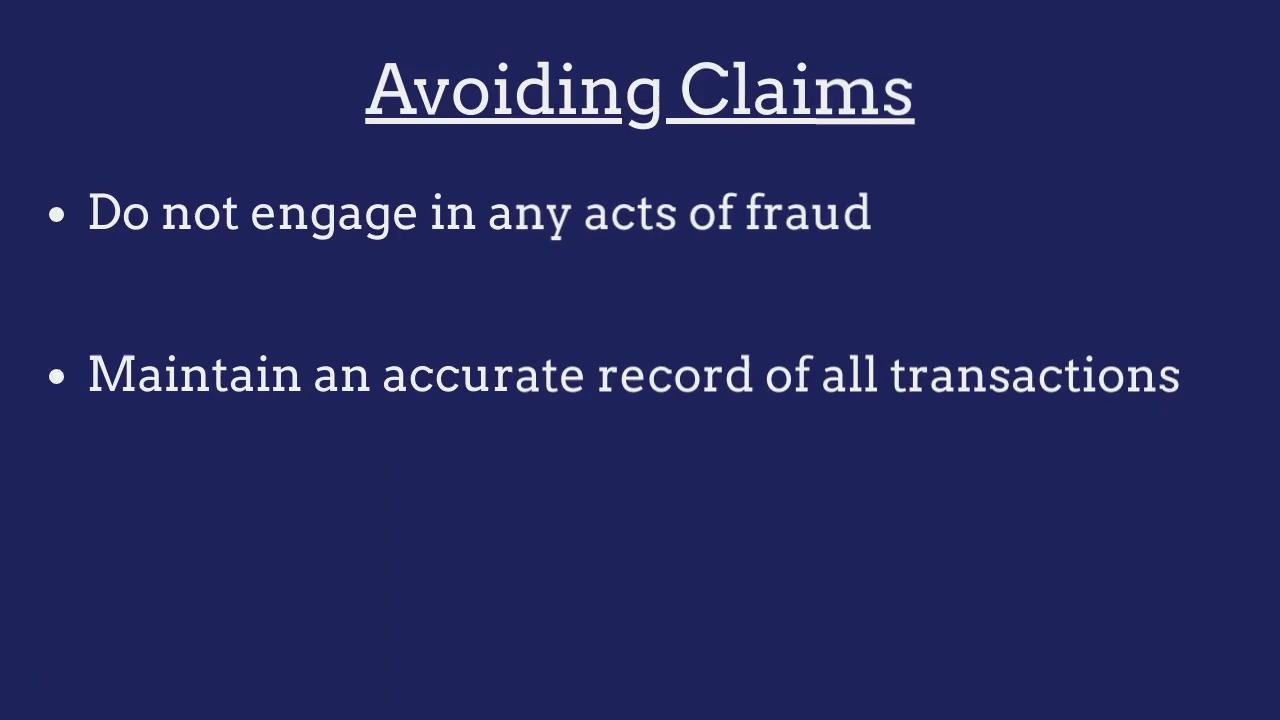 Avoiding Claims
• Do not engage in any acts of fraud
• Maintain an accurate record of all transactions